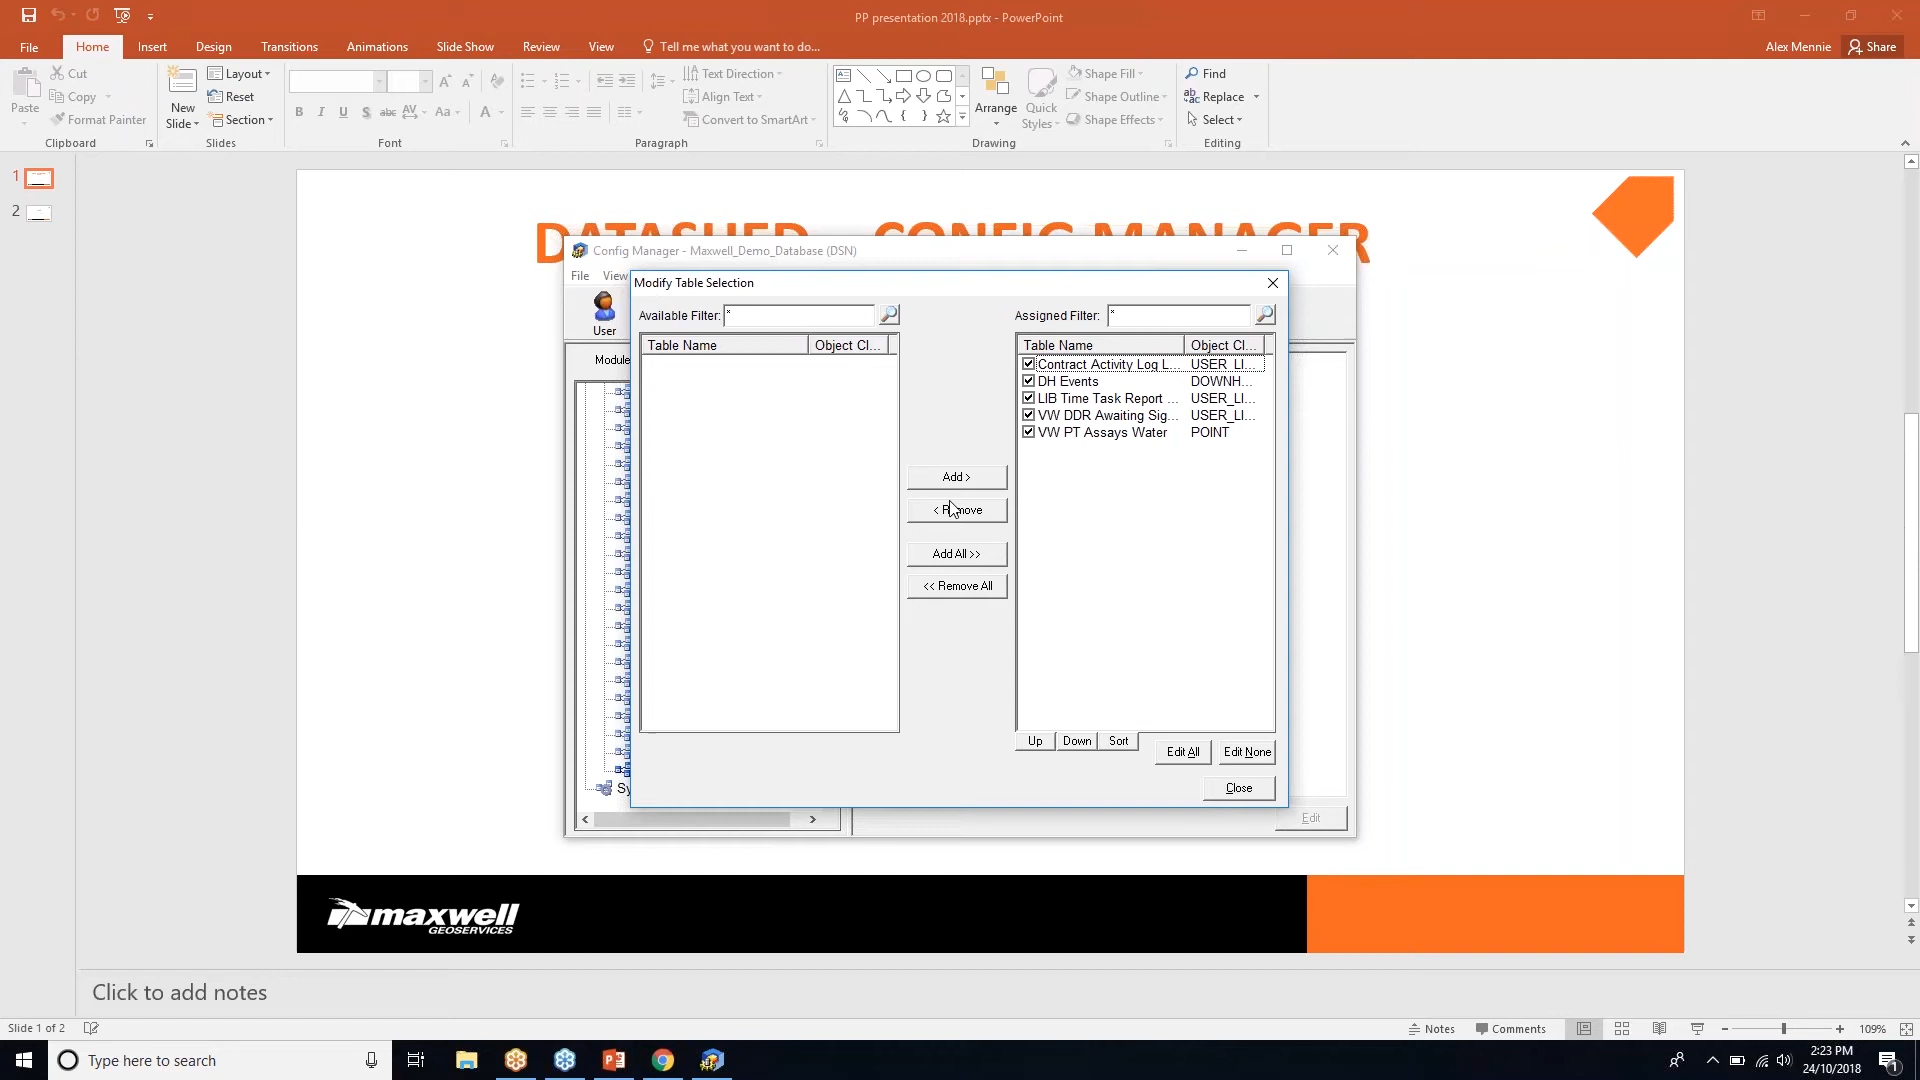 PP presentation 2018.pptx - PowerPoint
File Home Insert Design Transitions Animations Slide Show Review View Tell me what you want to do... Alex Mennie Share
Paste
Cut
Copy
Format Painter
Clipboard
New
Slide
Layout
Reset
Section
Slides
Font
Text Direction
Align Text
Convert to SmartArt
Paragraph
Arrange
Quick
Styles
Shape Fill
Shape Outline
Shape Effects
Drawing
Find
Replace
Select
Editing
1
2
Config Manager - Maxwell_Demo_Database (DSN)
File View
User
Module
Modify Table Selection
Available Filter: *
Assigned Filter: *
Table Name Object Cl...
Table Name Object Cl...
Contract Activity Log L... USER_LI...
DH Events DOWNH...
LIB Time Task Report ... USER_LI...
VW DDR Awaiting Sig... USER_LI...
VW PT Assays Water POINT
Add >
< Remove
Add All >>
<< Remove All
Up Down Sort
Edit All Edit None
Close
Edit
maxwell
GEOSERVICES
Click to add notes
Slide 1 of 2
Notes Comments 109%
Type here to search
2:23 PM
24/10/2018